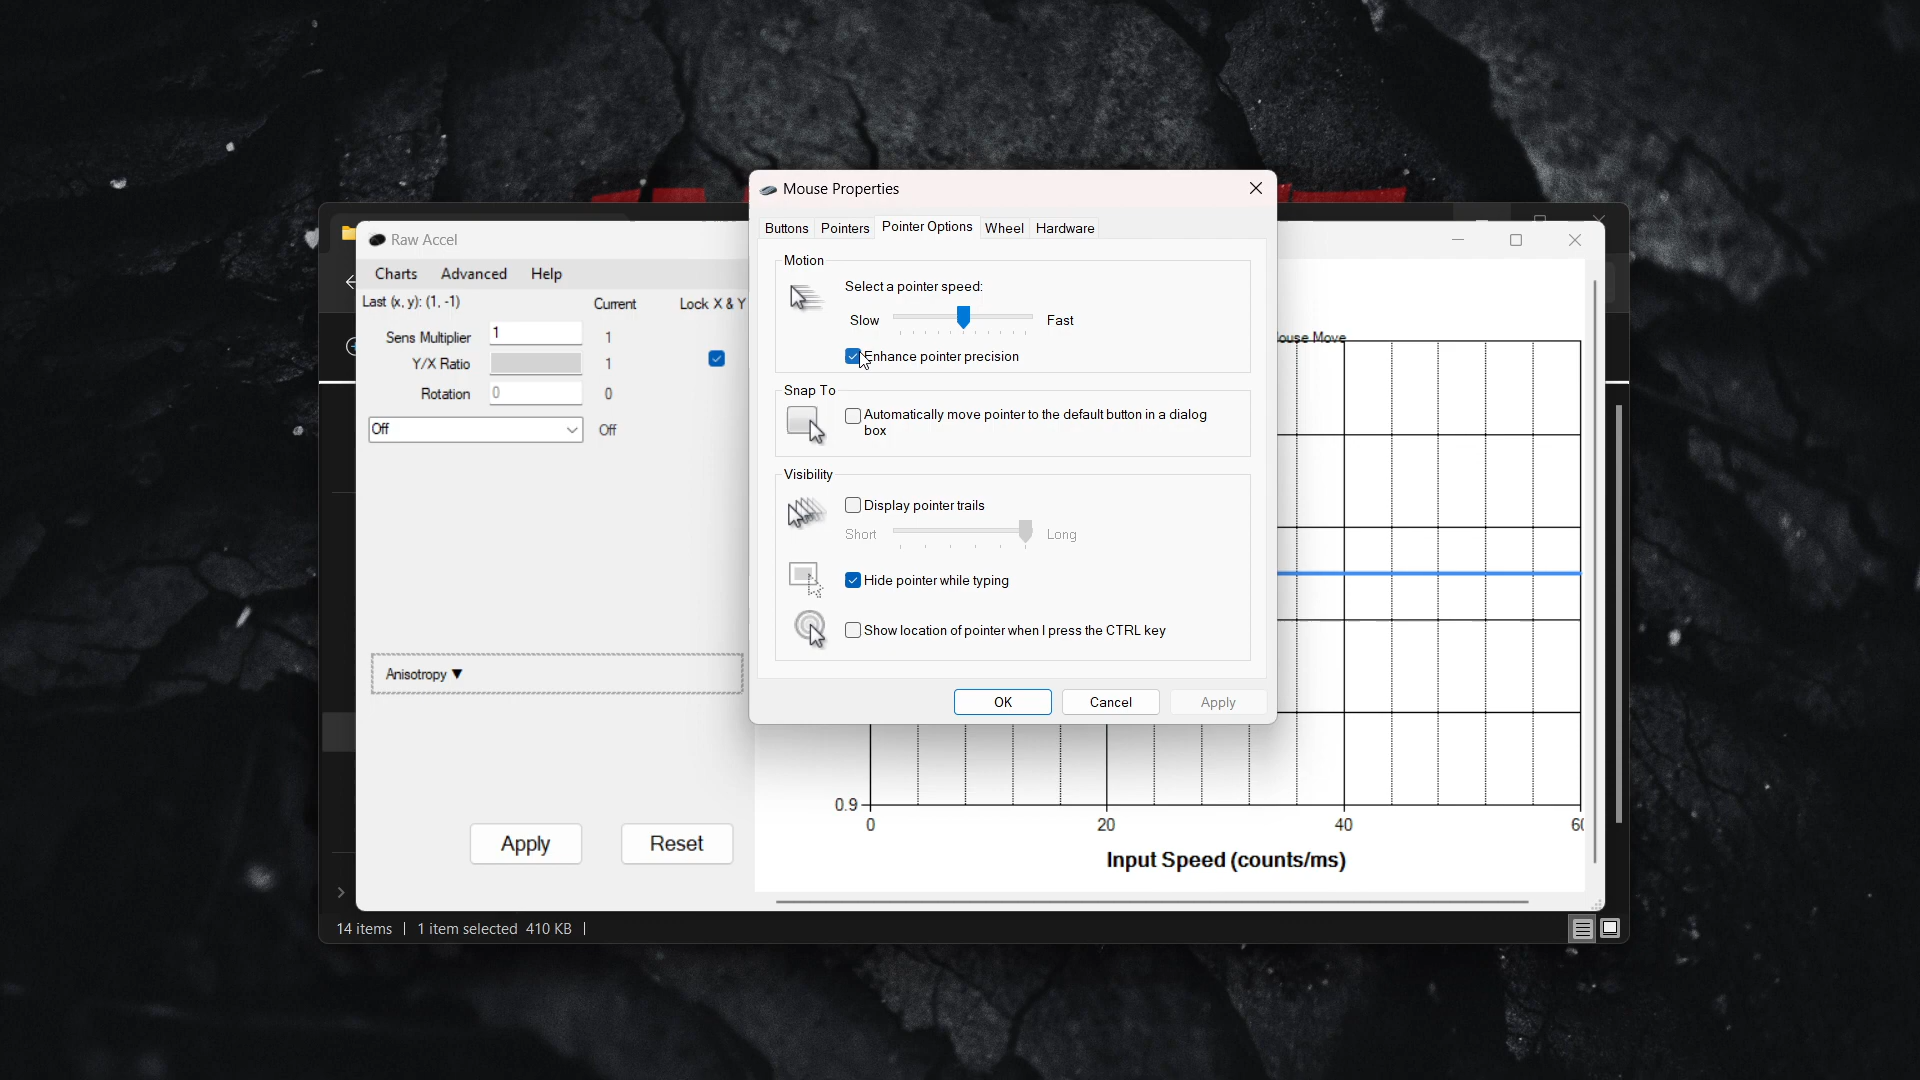 Mouse Properties
Buttons
Pointers
Pointer Options
Wheel
Hardware
Motion
Select a pointer speed:
Slow
Fast
Enhance pointer precision
Snap To
Automatically move pointer to the default button in a dialog
box
Visibility
Display pointer trails
Short
Long
Hide pointer while typing
Show location of pointer when I press the CTRL key
OK
Cancel
Apply
Raw Accel
Charts
Advanced
Help
Last (x, y): (1, -1)
Current
Lock X & Y
Sens Multiplier
1
1
Y/X Ratio
1
Rotation
0
0
Off
Off
Anisotropy ▼
Apply
Reset
ouse Move
0.9
0
20
40
Input Speed (counts/ms)
14 items
1 item selected 410 KB